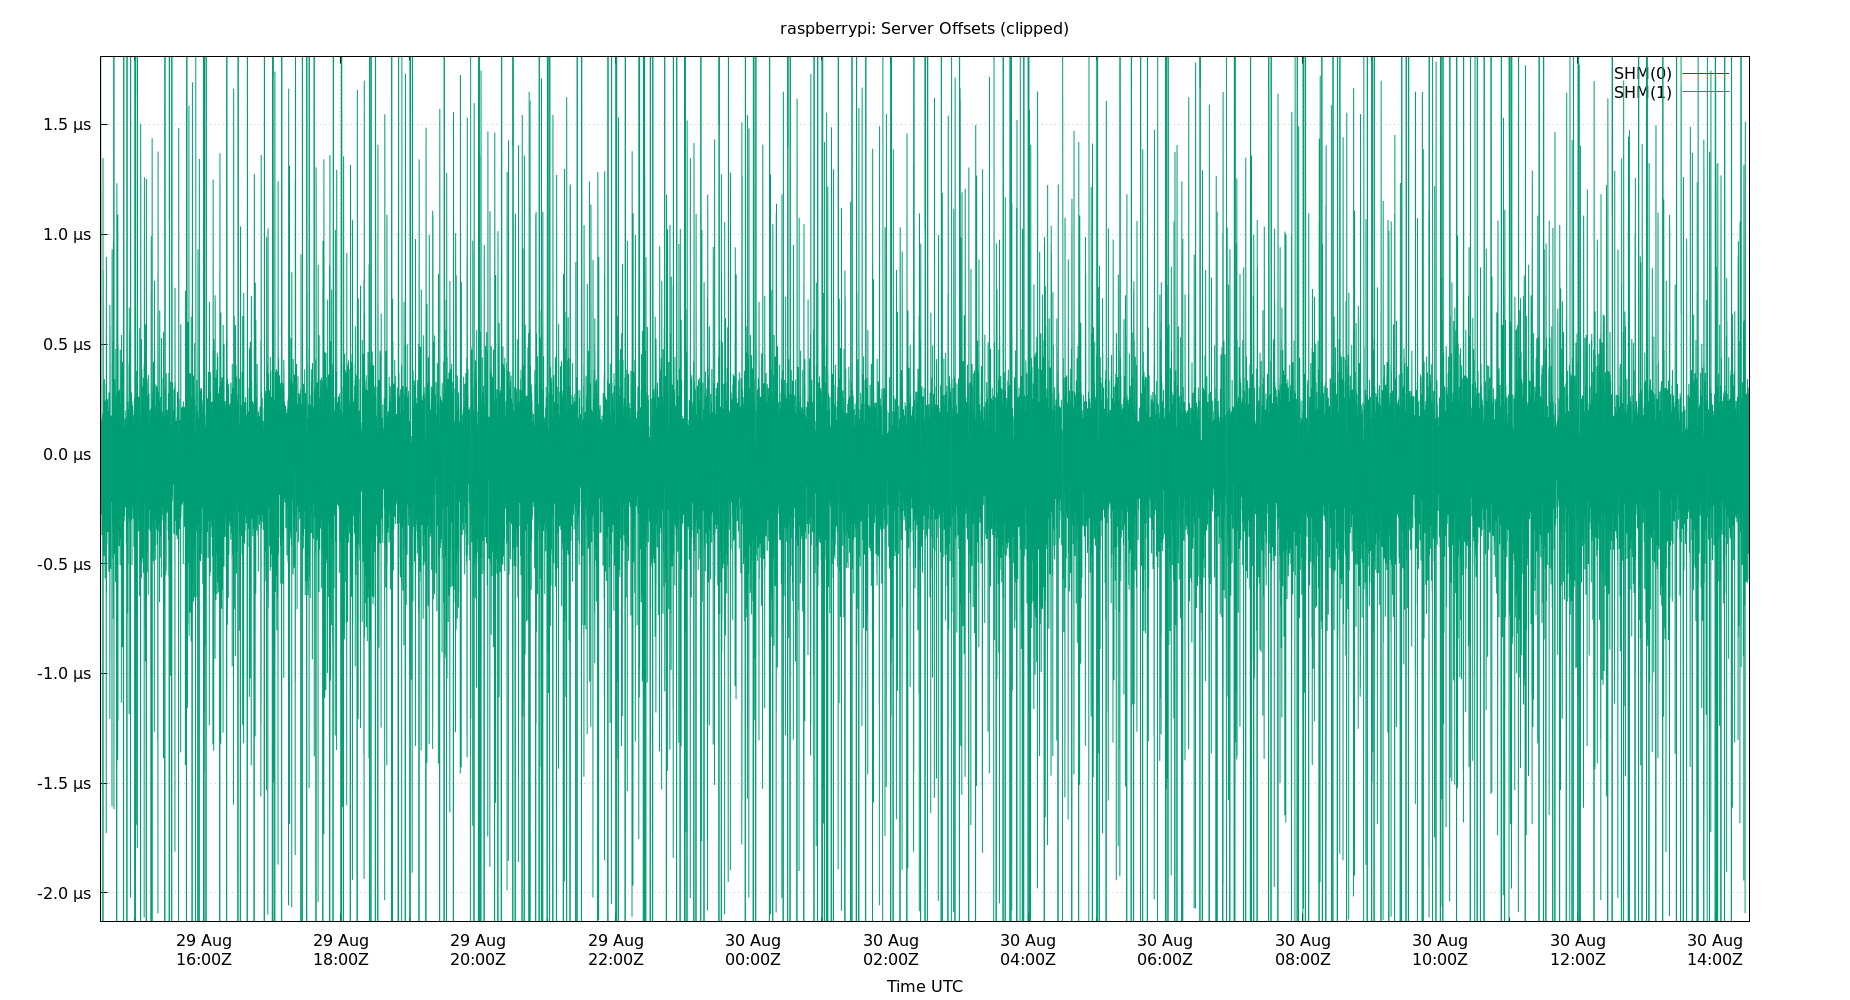 raspberrypi: Server Offsets (clipped)
SHM(0)
SHM(1)
1.5 µs
1.0 µs
0.5 µs
0.0 µs
-0.5 µs
-1.0 µs
-1.5 µs
-2.0 µs
29 Aug 29 Aug 29 Aug 29 Aug 30 Aug 30 Aug 30 Aug 30 Aug 30 Aug 30 Aug 30 Aug 30 Aug
16:00Z 18:00Z 20:00Z 22:00Z 00:00Z 02:00Z 04:00Z 06:00Z 08:00Z 10:00Z 12:00Z 14:00Z
Time UTC